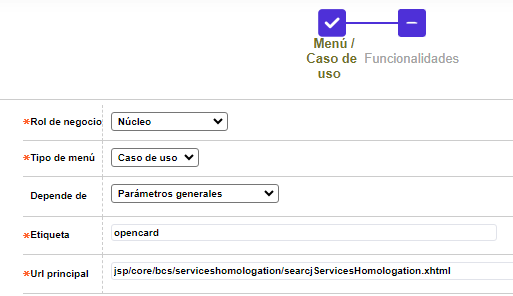 Menú /
Caso de
uso
Funcionalidades
*Rol de negocio Núcleo
*Tipo de menú Caso de uso
Depende de Parámetros generales
*Etiqueta opencard
*Url principal jsp/core/bcs/serviceshomologation/searcjServicesHomologation.xhtml